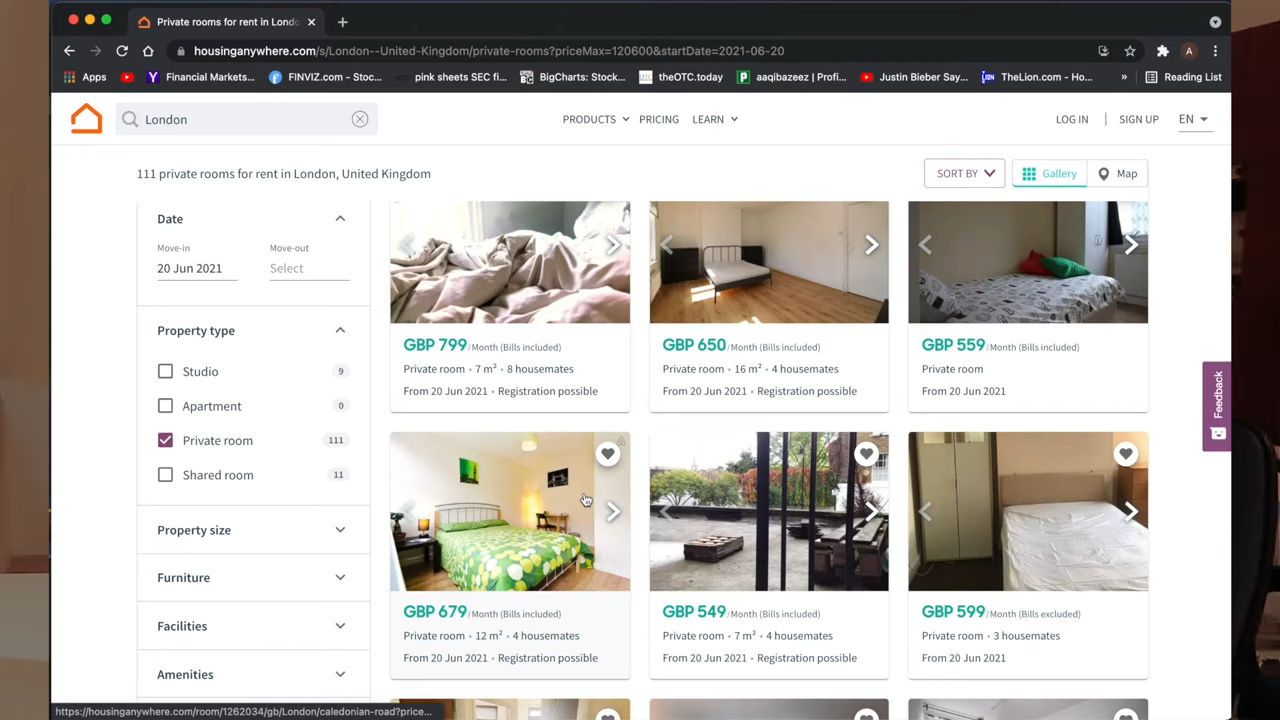 Private rooms for rent in Londo
housinganywhere.com/s/London--United-Kingdom/private-rooms?priceMax=120600&startDate=2021-06-20
A
Apps
Financial Markets...
FINVIZ.com - Stoc...
pink sheets SEC fi...
BigCharts: Stock...
theOTC.today
aaqibazeez | Profi...
Justin Bieber Say...
TheLion.com - Ho...
»
Reading List
London
PRODUCTS
PRICING
LEARN
LOG IN
SIGN UP
EN
111 private rooms for rent in London, United Kingdom
SORT BY
Gallery
Map
Date
Move-in
Move-out
20 Jun 2021
Select
Property type
Studio
9
Apartment
0
Private room
111
Shared room
11
Property size
Furniture
Facilities
Amenities
GBP 799/Month (Bills included)
Private room • 7 m² • 8 housemates
From 20 Jun 2021 • Registration possible
GBP 650/Month (Bills included)
Private room • 16 m² • 4 housemates
From 20 Jun 2021 • Registration possible
GBP 559/Month (Bills included)
Private room
From 20 Jun 2021
GBP 679/Month (Bills included)
Private room • 12 m² • 4 housemates
From 20 Jun 2021 • Registration possible
GBP 549/Month (Bills included)
Private room • 7 m² • 4 housemates
From 20 Jun 2021 • Registration possible
GBP 599/Month (Bills excluded)
Private room • 3 housemates
From 20 Jun 2021
Feedback
https://housinganywhere.com/room/1262034/gb/London/caledonian-road?price...